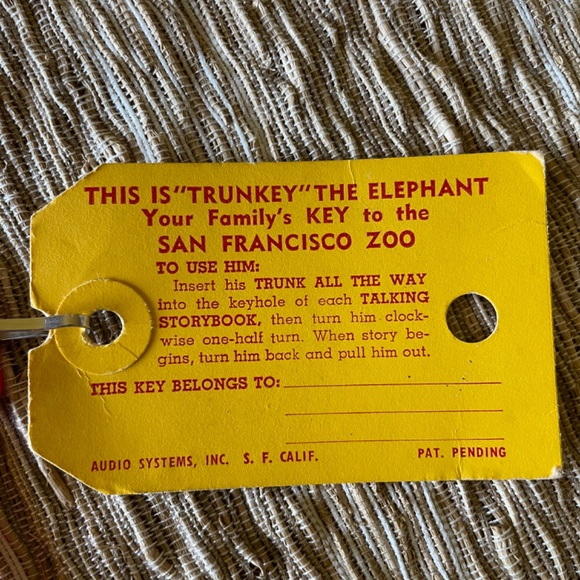 THIS IS "TRUNKEY" THE ELEPHANT
Your Family's KEY to the
SAN FRANCISCO ZOO
TO USE HIM:
Insert his TRUNK ALL THE WAY
into the keyhole of each TALKING
STORYBOOK, then turn him clock-
wise one-half turn. When story be-
gins, turn him back and pull him out.
THIS KEY BELONGS TO:
AUDIO SYSTEMS, INC. S. F. CALIF. PAT. PENDING